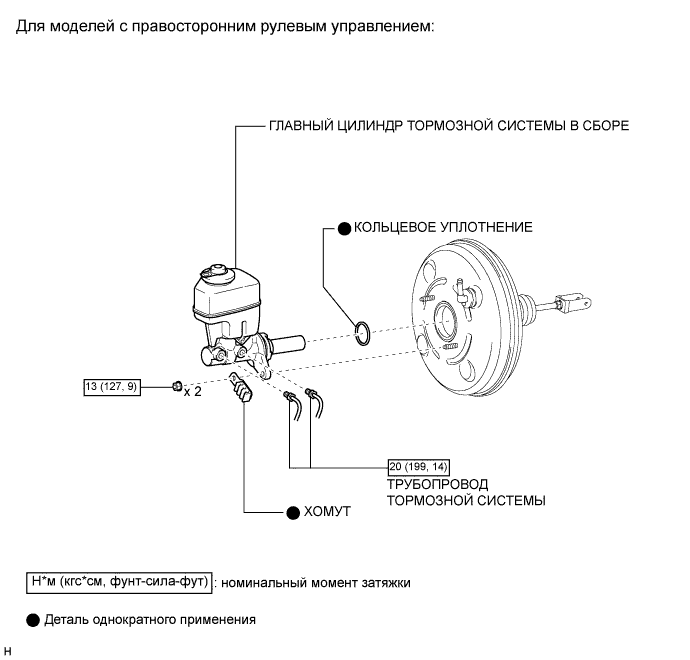 Для моделей с правосторонним рулевым управлением:
ГЛАВНЫЙ ЦИЛИНДР ТОРМОЗНОЙ СИСТЕМЫ В СБОРЕ
КОЛЬЦЕВОЕ УПЛОТНЕНИЕ
13 (127, 9)
x 2
20 (199, 14)
ТРУБОПРОВОД
ТОРМОЗНОЙ СИСТЕМЫ
ХОМУТ
Н*м (кгс*см, фунт-сила-фут) : номинальный момент затяжки
Деталь однократного применения
H